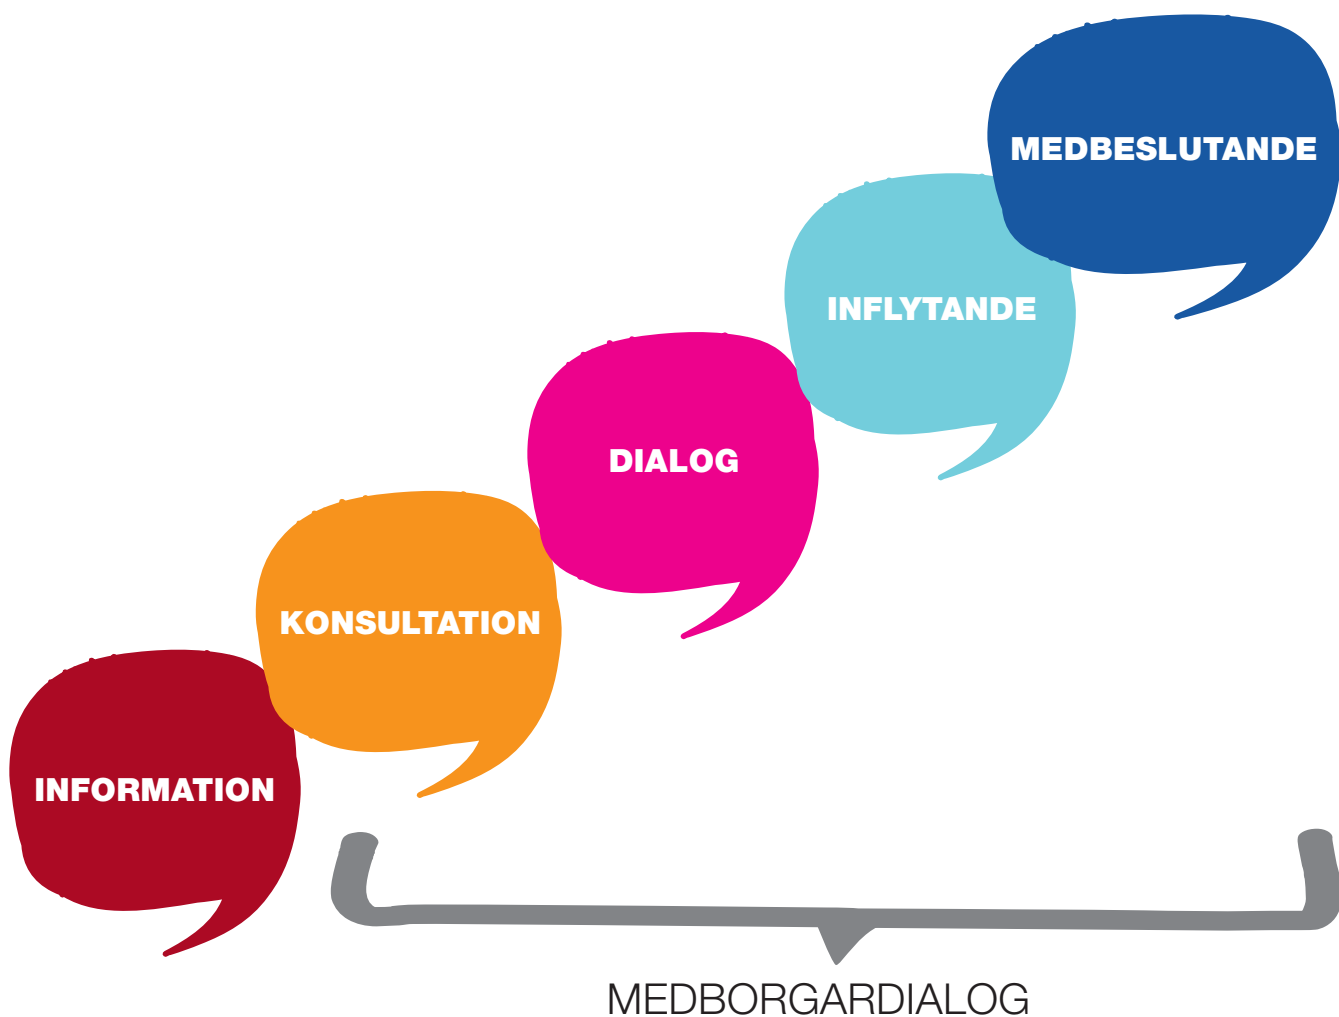 MEDBESLUTANDE
INFLYTANDE
DIALOG
KONSULTATION
INFORMATION
MEDBORGARDIALOG